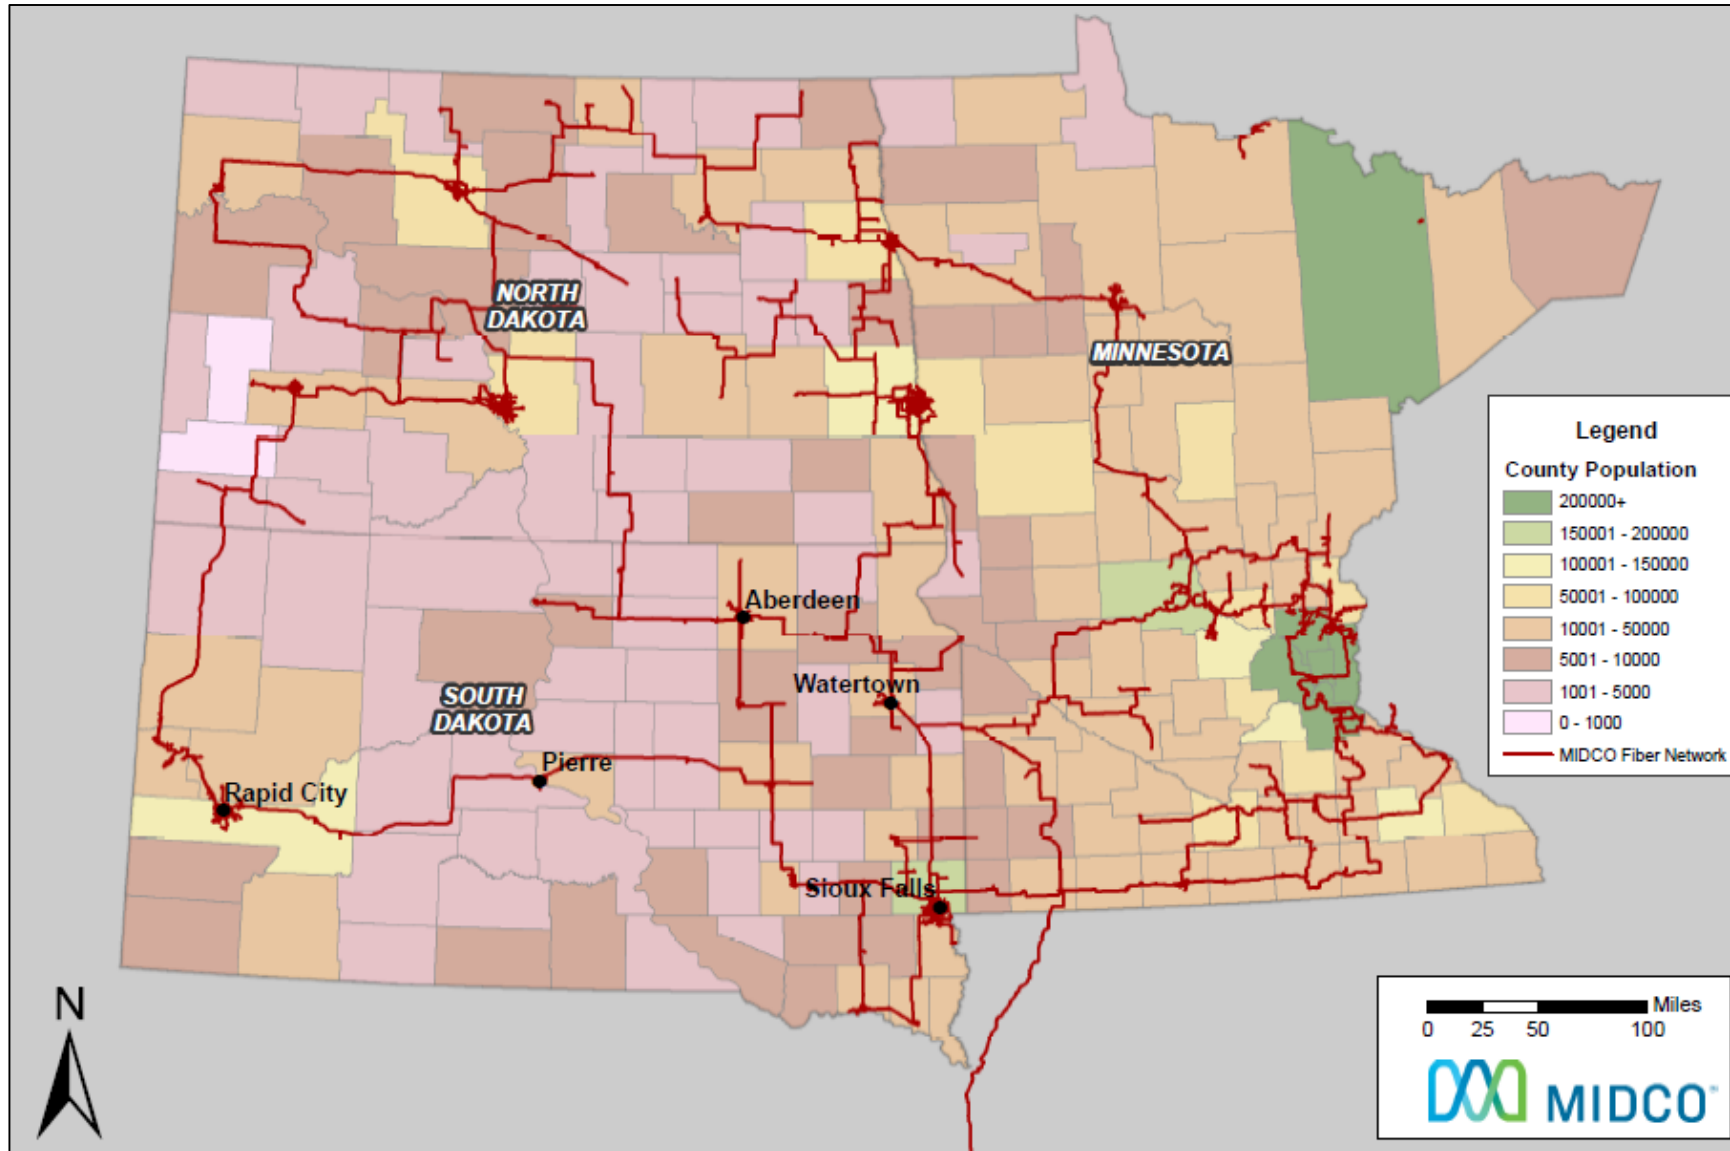 NORTH
DAKOTA
MINNESOTA
Aberdeen
Watertown
SOUTH
DAKOTA
Pierre
Rapid City
Sioux Falls
N
Legend
County Population
200000+
150001 - 200000
100001 - 150000
50001 - 100000
10001 - 50000
5001 - 10000
1001 - 5000
0 - 1000
MIDCO Fiber Network
Miles
0 25 50 100
MIDCO